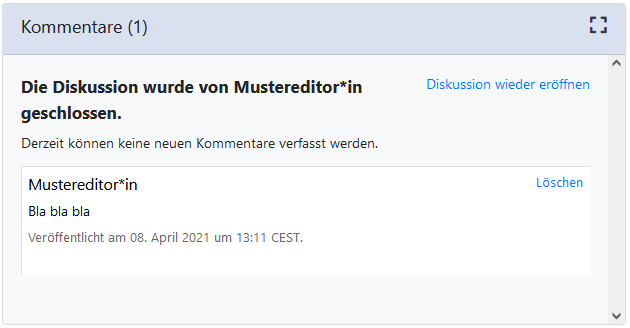 Kommentare (1)
Die Diskussion wurde von Mustereditor*in
geschlossen.
Diskussion wieder eröffnen
Derzeit können keine neuen Kommentare verfasst werden.
Mustereditor*in
Löschen
Bla bla bla
Veröffentlicht am 08. April 2021 um 13:11 CEST.